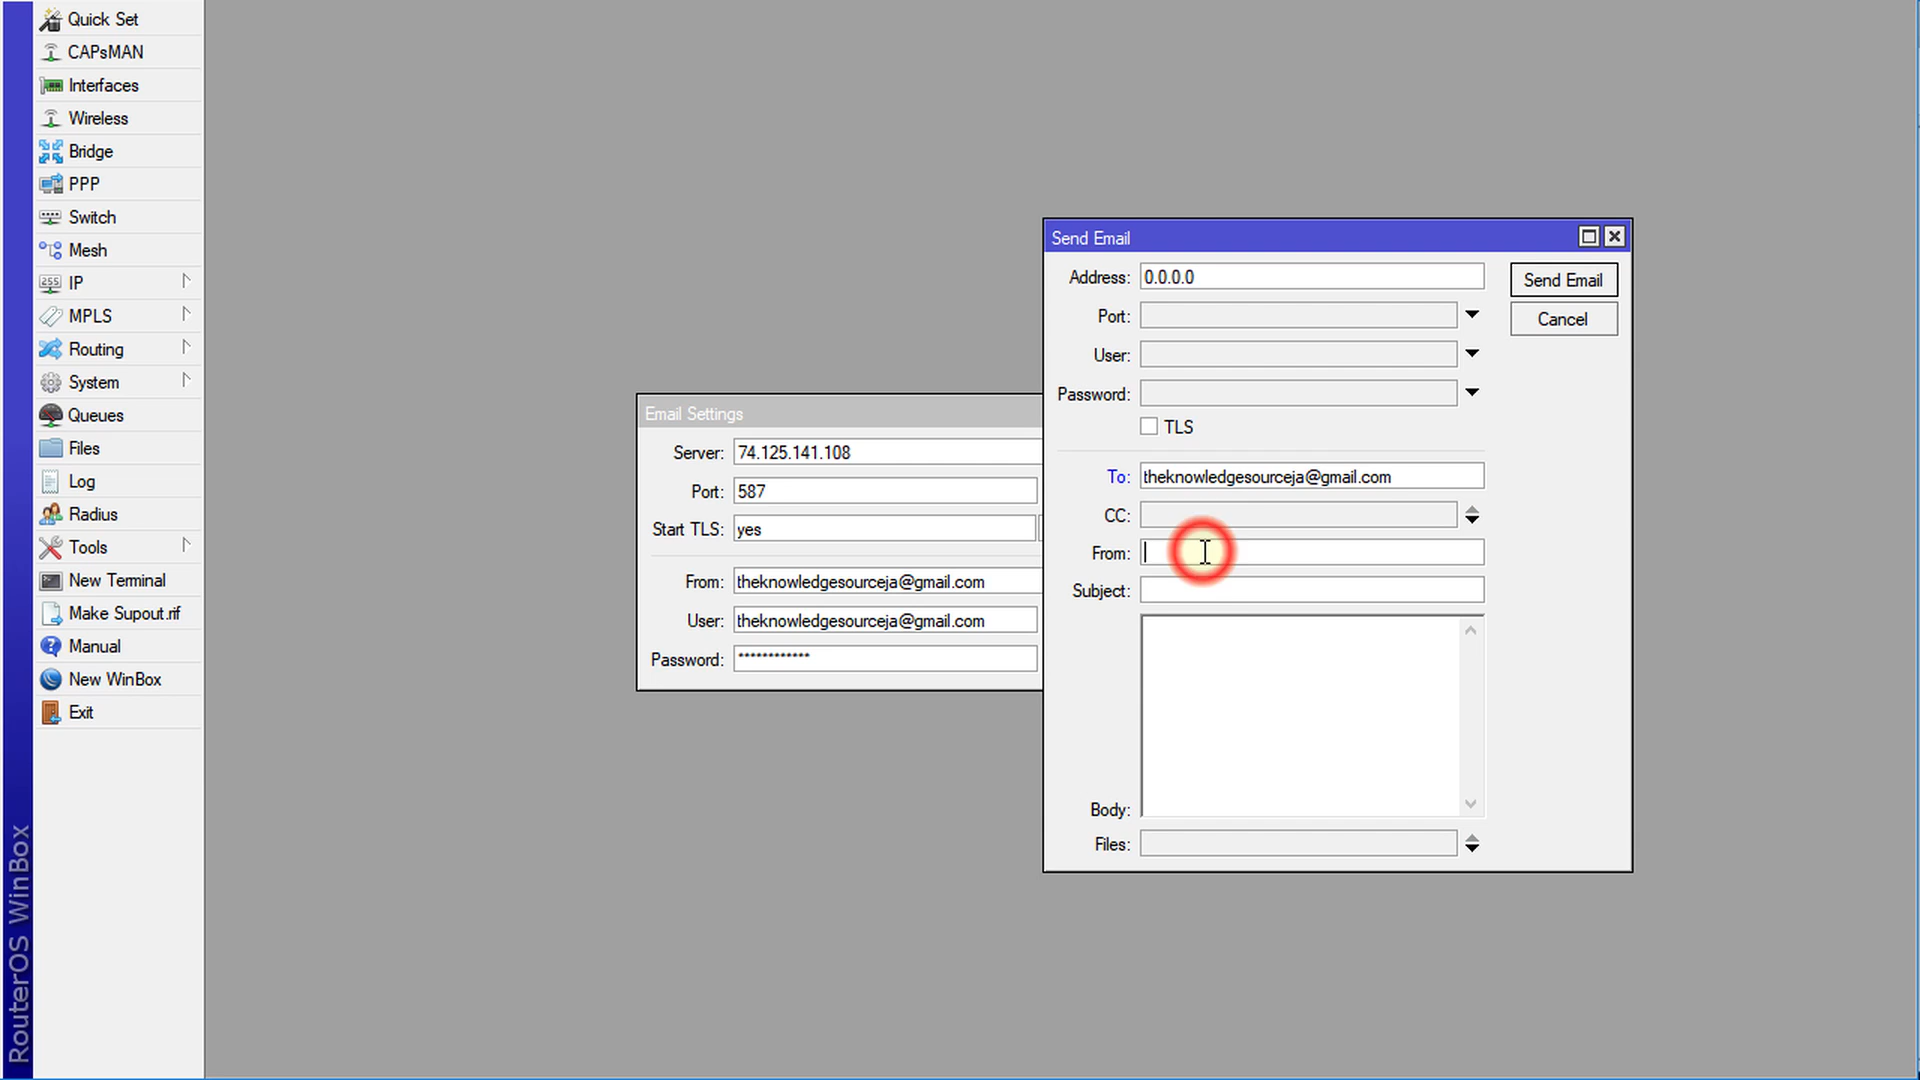 Quick Set
CAPsMAN
Interfaces
Wireless
Bridge
PPP
Switch
Mesh
255 IP
MPLS
Routing
System
Queues
Files
Log
Radius
Tools
New Terminal
Make Supout.rif
Manual
New WinBox
Exit
RouterOS WinBox
Email Settings
Server: 74.125.141.108
Port: 587
Start TLS: yes
From: theknowledgesourceja@gmail.com
User: theknowledgesourceja@gmail.com
Password: ************
Send Email
Address: 0.0.0.0
Port:
User:
Password:
TLS
To: theknowledgesourceja@gmail.com
CC:
From:
Subject:
Body:
Files:
Send Email
Cancel